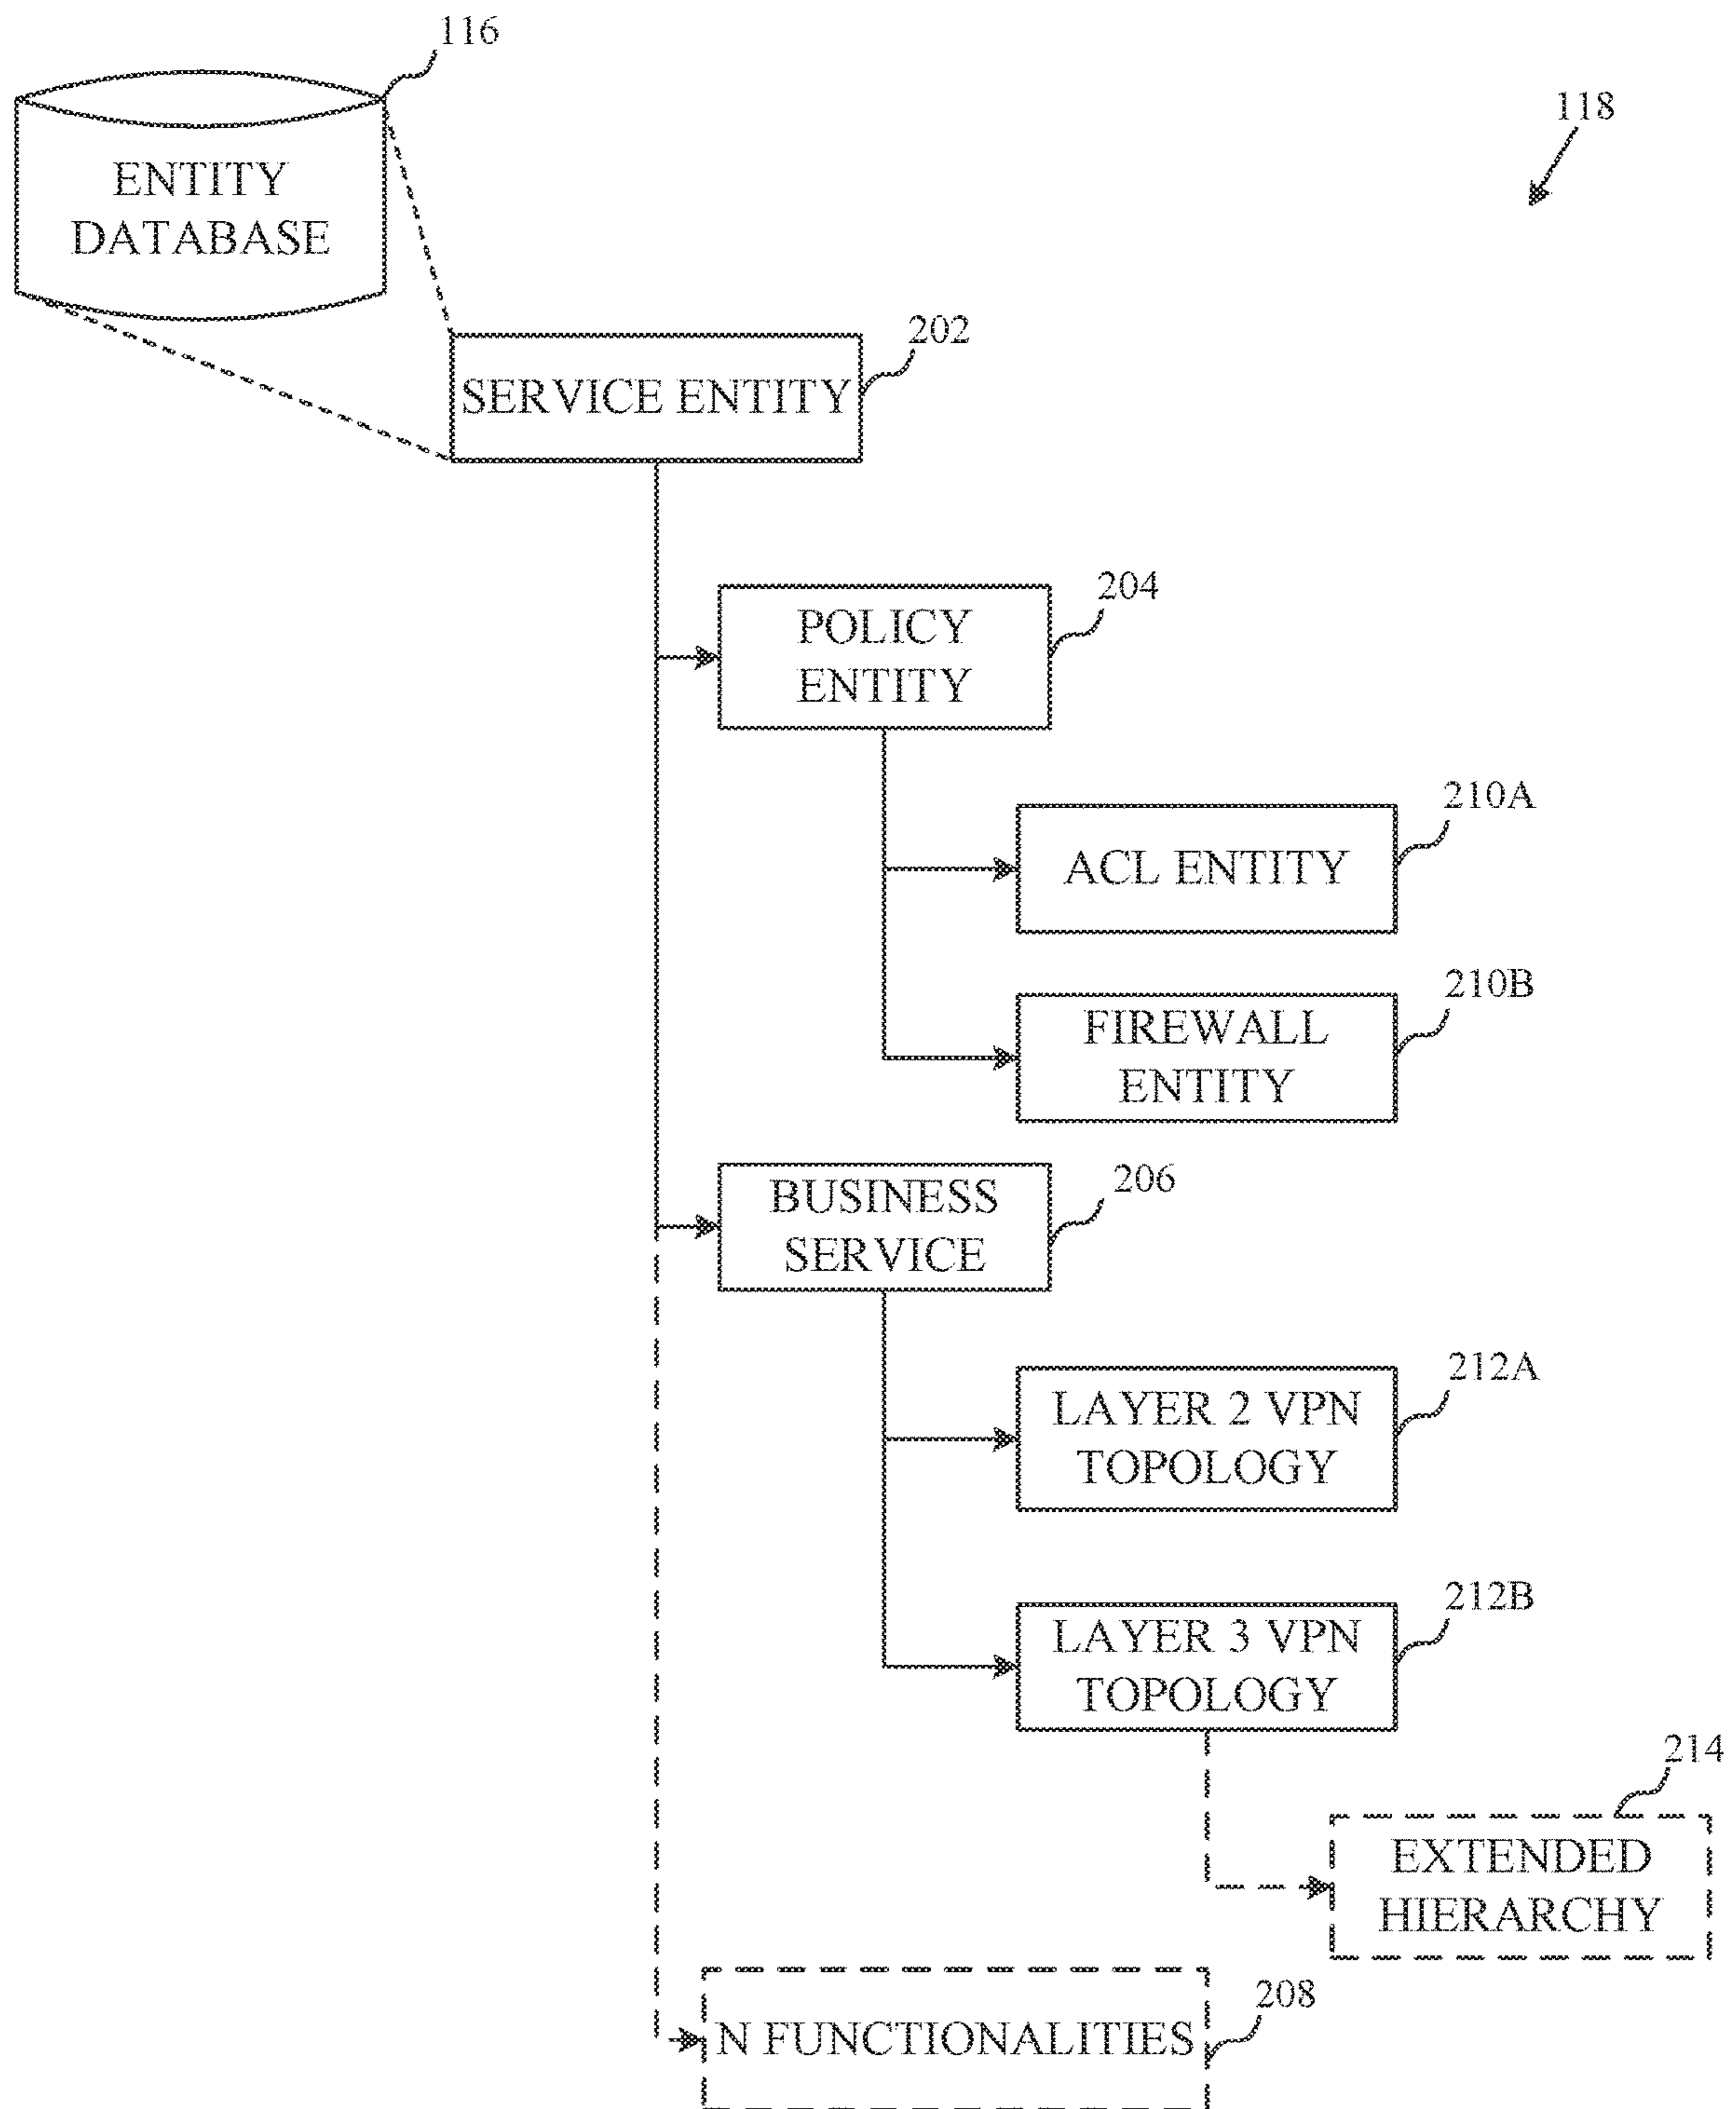 116
118
ENTITY
DATABASE
202
SERVICE ENTITY
204
POLICY
ENTITY
210A
ACL ENTITY
210B
FIREWALL
ENTITY
206
BUSINESS
SERVICE
212A
LAYER 2 VPN
TOPOLOGY
212B
LAYER 3 VPN
TOPOLOGY
214
EXTENDED
HIERARCHY
208
N FUNCTIONALITIES